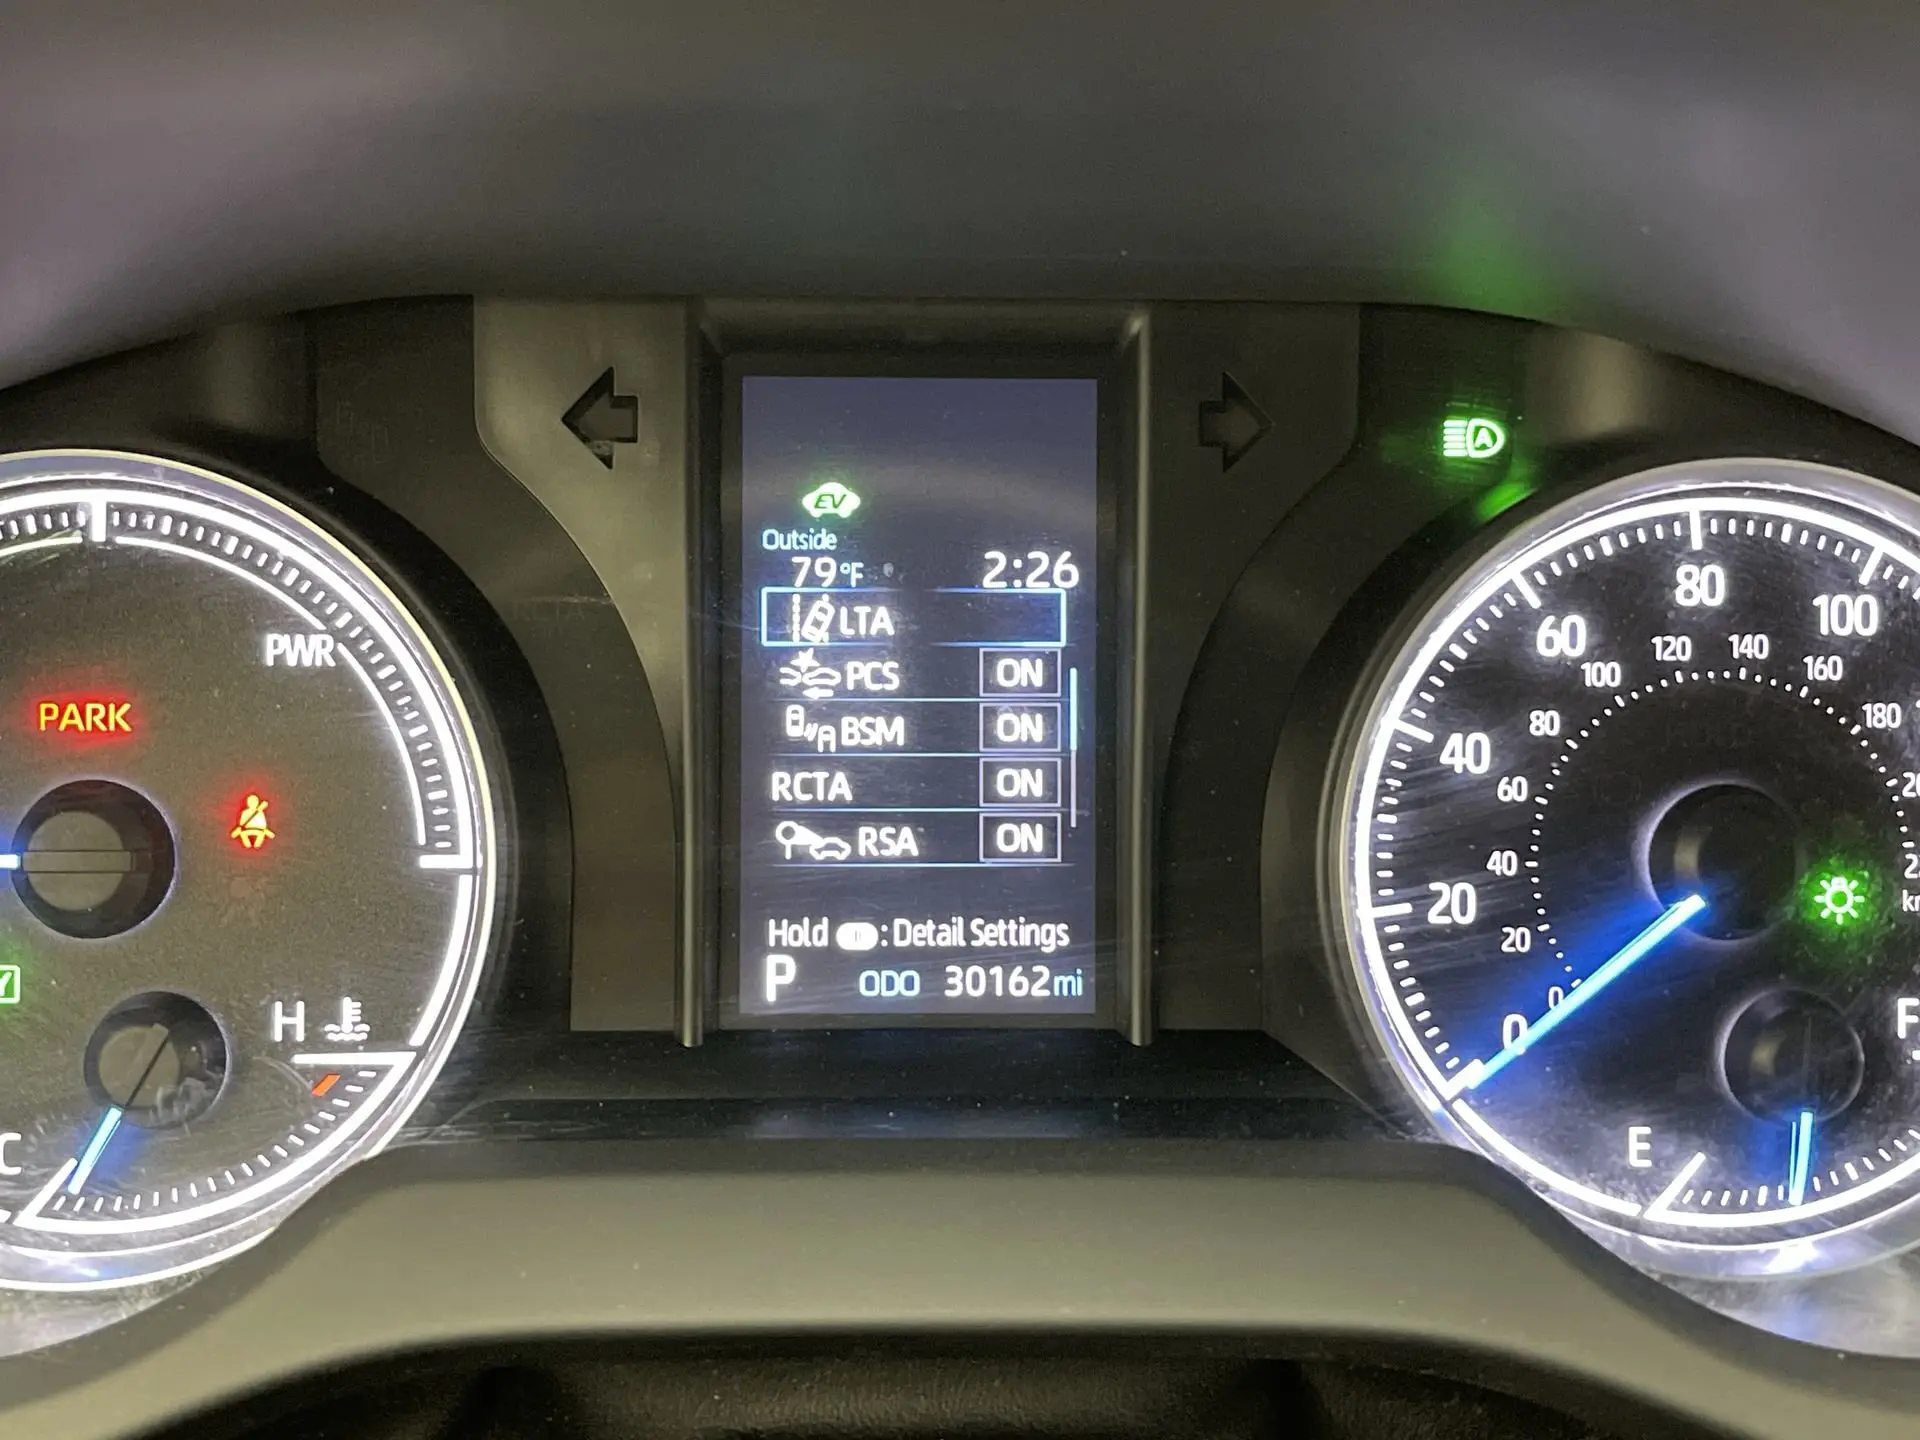 EV
Outside
79°F 2:26
LTA
PCS ON
BSM ON
RCTA ON
RSA ON
Hold : Detail Settings
P ODO 30162mi
PWR
PARK
H
C
A
100
80
60
40
20
0
180
160
140
120
100
80
60
40
20
0
E
F